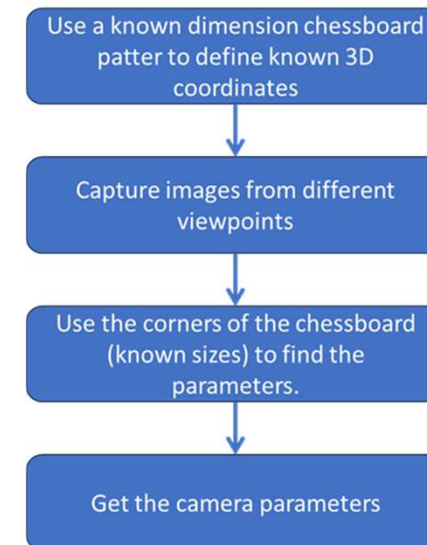 Use a known dimension chessboard
patter to define known 3D
coordinates
Capture images from different
viewpoints
Use the corners of the chessboard
(known sizes) to find the
parameters.
Get the camera parameters